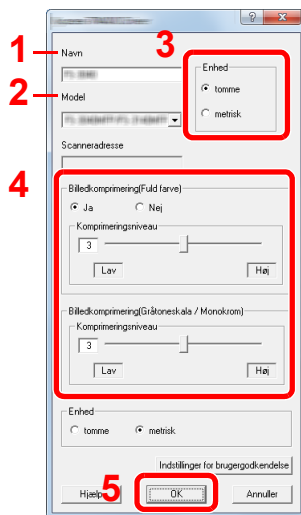 1
Navn
2
Model
Scanneradresse
3
Enhed
tomme
metrisk
4
Billedkomprimering(Fuld farve)
Ja Nej
Komprimeringsniveau
3
Lav Høj
Billedkomprimering(Gråtoneskala / Monokrom)
Komprimeringsniveau
3
Lav Høj
Enhed
tomme metrisk
Indstillinger for brugergodkendelse
5
Hjælp OK Annuller